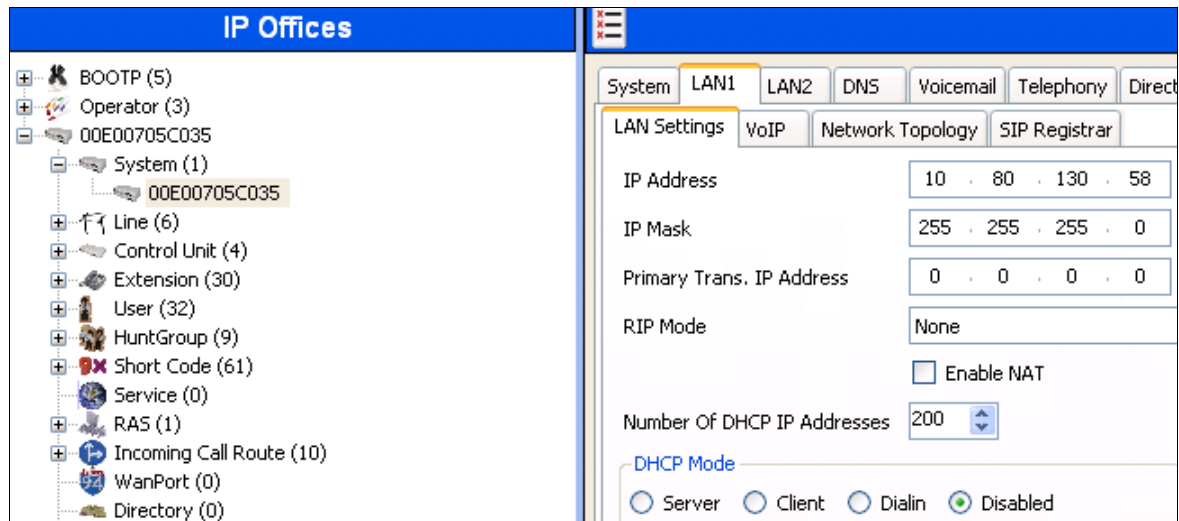 IP Offices
BOOTP (5)
Operator (3)
00E00705C035
System (1)
00E00705C035
Line (6)
Control Unit (4)
Extension (30)
User (32)
HuntGroup (9)
Short Code (61)
Service (0)
RAS (1)
Incoming Call Route (10)
WanPort (0)
Directory (0)
System LAN1 LAN2 DNS Voicemail Telephony Direct
LAN Settings VoIP Network Topology SIP Registrar
IP Address 10 . 80 . 130 . 58
IP Mask 255 . 255 . 255 . 0
Primary Trans. IP Address 0 . 0 . 0 . 0
RIP Mode None
Enable NAT
Number Of DHCP IP Addresses 200
DHCP Mode
Server Client Dialin Disabled